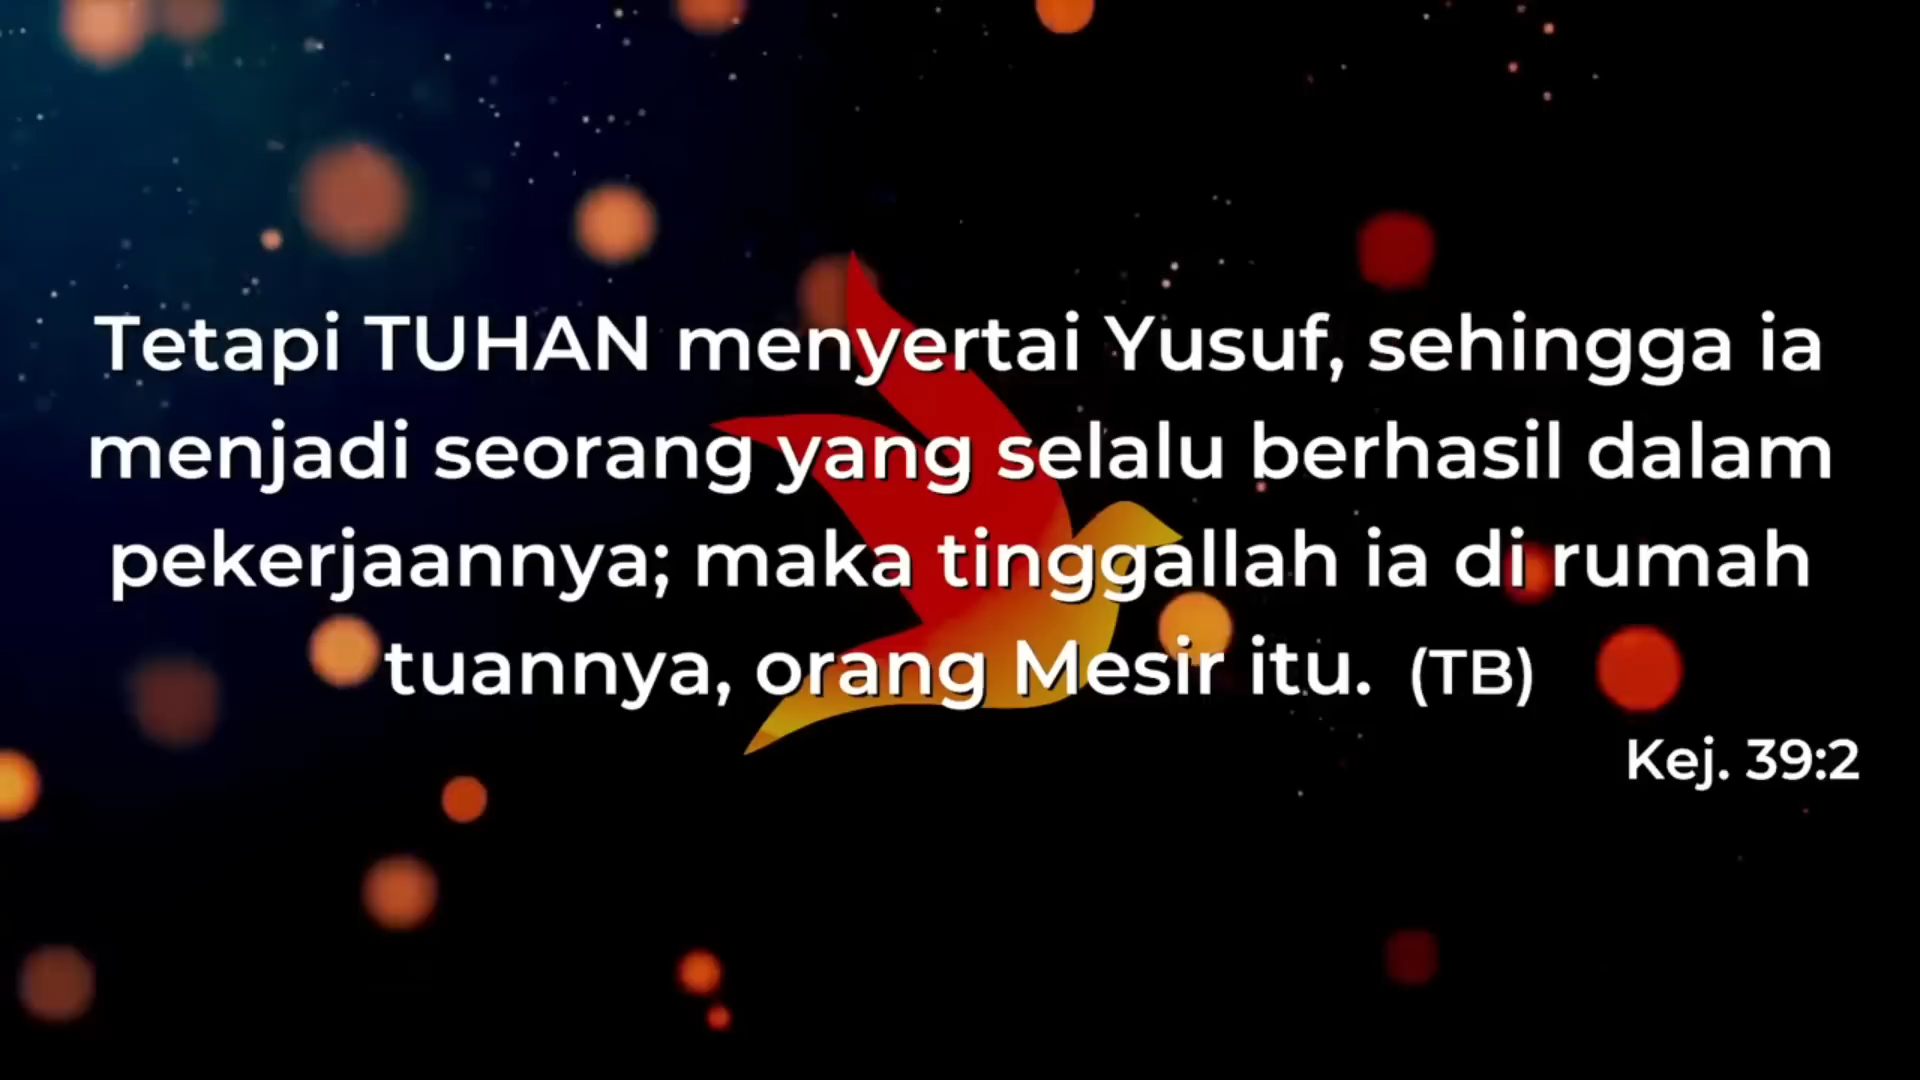 Tetapi TUHAN menyertai Yusuf, sehingga ia
menjadi seorang yang selalu berhasil dalam
pekerjaannya; maka tinggallah ia di rumah
tuannya, orang Mesir itu. (TB)
Kej. 39:2